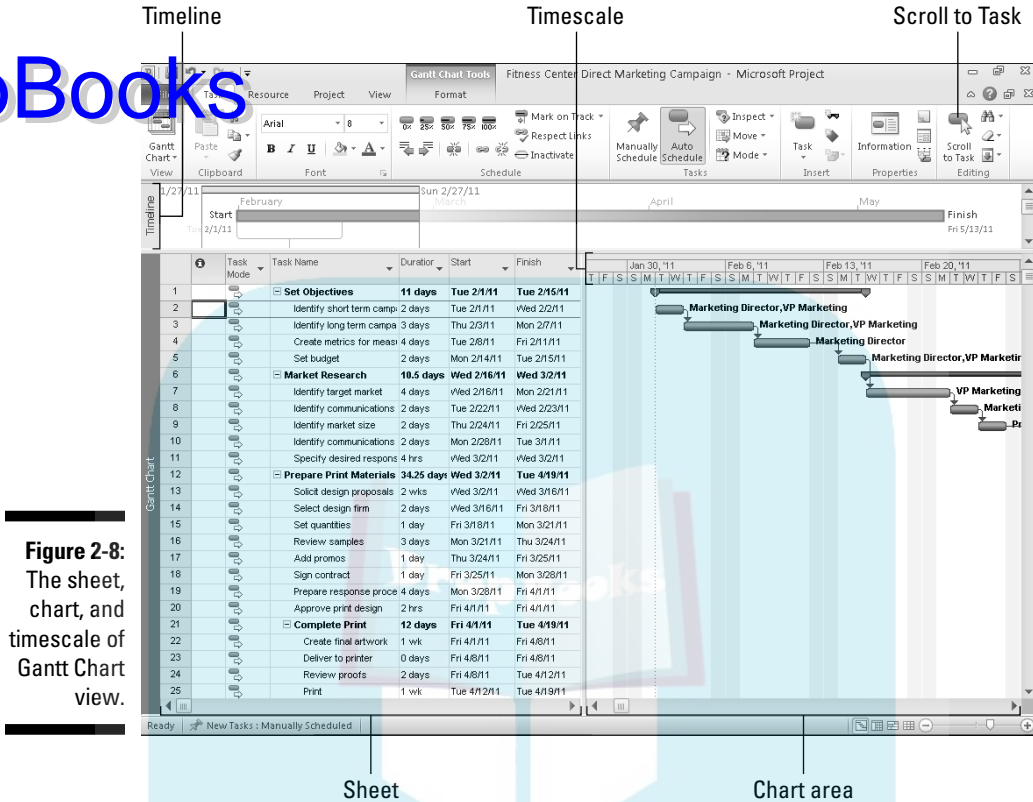 Timeline Timescale Scroll to Task
Books
Gantt Chart Tools Fitness Center Direct Marketing Campaign - Microsoft Project
Resource Project View Format
Arial 8 0x 25x 50x 75x 100x Mark on Track Inspect
Respect Links Move
Gantt Chart Paste B I U A Inactivate Manually Schedule Auto Schedule Mode Task Information Scroll to Task
View Clipboard Font Schedule Tasks Insert Properties Editing
1/27/11 Sun 2/27/11
February March April May
Timeline Start Finish
Tue 2/1/11 Fri 5/13/11
Task Mode Task Name Duration Start Finish Jan 30, '11 Feb 6, '11 Feb 13, '11 Feb 20, '11
T F S S M T W T F S S M T W T F S S M T W T F S S M T W T F S
1 Set Objectives 11 days Tue 2/1/11 Tue 2/15/11
2 Identify short term campa 2 days Tue 2/1/11 Wed 2/2/11 Marketing Director,VP Marketing
3 Identify long term campa 3 days Thu 2/3/11 Mon 2/7/11 Marketing Director,VP Marketing
4 Create metrics for measu 4 days Tue 2/8/11 Fri 2/11/11 Marketing Director
5 Set budget 2 days Mon 2/14/11 Tue 2/15/11 Marketing Director,VP Marketin
6 Market Research 10.5 days Wed 2/16/11 Wed 3/2/11
7 Identify target market 4 days Wed 2/16/11 Mon 2/21/11 VP Marketing
8 Identify communications 2 days Tue 2/22/11 Wed 2/23/11 Marketi
9 Identify market size 2 days Thu 2/24/11 Fri 2/25/11 Pr
10 Identify communications 2 days Mon 2/28/11 Tue 3/1/11
11 Specify desired respons 4 hrs Wed 3/2/11 Wed 3/2/11
12 Prepare Print Materials 34.25 days Wed 3/2/11 Tue 4/19/11
13 Solicit design proposals 2 wks Wed 3/2/11 Wed 3/16/11
14 Select design firm 2 days Wed 3/16/11 Fri 3/18/11
15 Set quantities 1 day Fri 3/18/11 Mon 3/21/11
16 Review samples 3 days Mon 3/21/11 Thu 3/24/11
17 Add promos 1 day Thu 3/24/11 Fri 3/25/11
18 Sign contract 1 day Fri 3/25/11 Mon 3/28/11
19 Prepare response proce 4 days Mon 3/28/11 Fri 4/1/11
20 Approve print design 2 hrs Fri 4/1/11 Fri 4/1/11
21 Complete Print 12 days Fri 4/1/11 Tue 4/19/11
22 Create final artwork 1 wk Fri 4/1/11 Fri 4/8/11
23 Deliver to printer 0 days Fri 4/8/11 Fri 4/8/11
24 Review proofs 2 days Fri 4/8/11 Tue 4/12/11
25 Print 1 wk Tue 4/12/11 Tue 4/19/11
Gantt Chart
Ready New Tasks : Manually Scheduled
Sheet Chart area
Figure 2-8:
The sheet,
chart, and
timescale of
Gantt Chart
view.